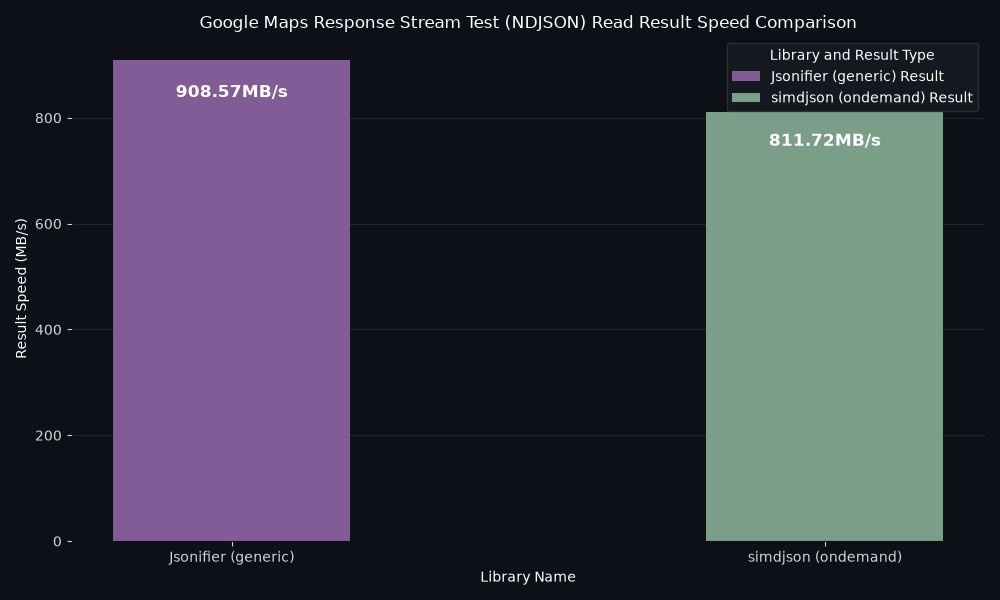 Google Maps Response Stream Test (NDJSON) Read Result Speed Comparison
Library and Result Type
Jsonifier (generic) Result
simdjson (ondemand) Result
908.57MB/s
811.72MB/s
Result Speed (MB/s)
800
600
400
200
0
Jsonifier (generic)
simdjson (ondemand)
Library Name